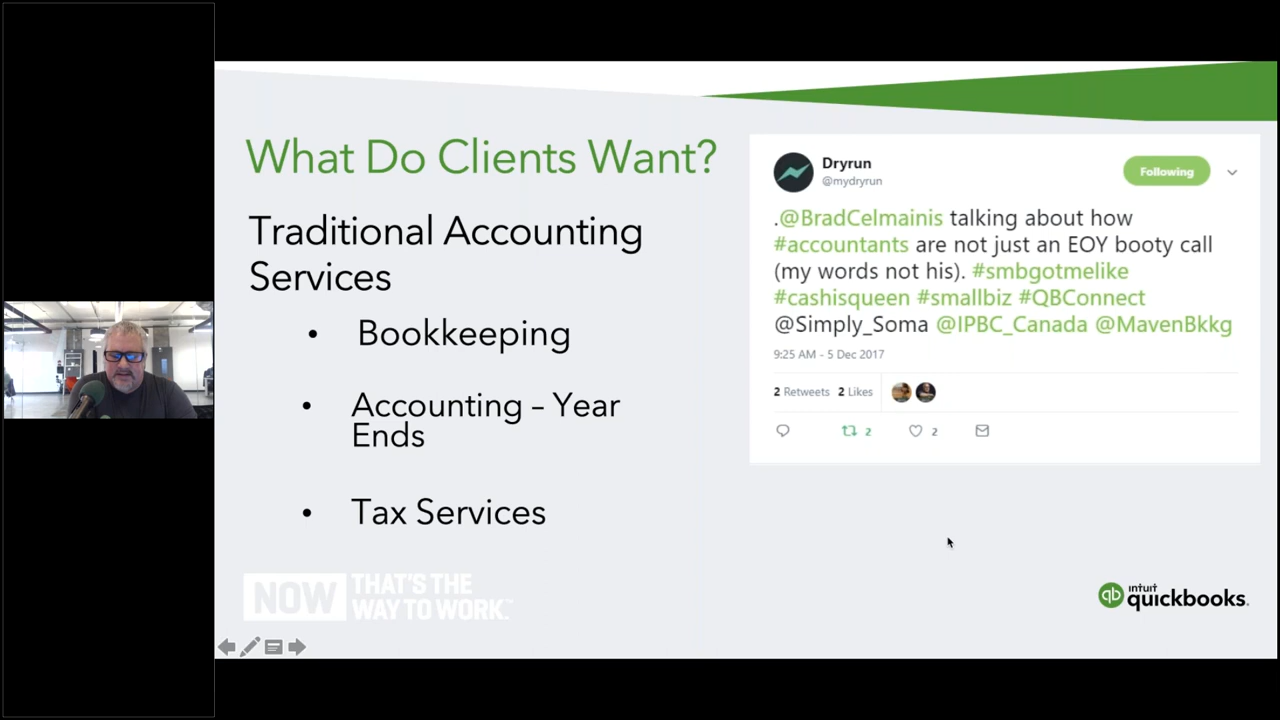 What Do Clients Want?
Traditional Accounting
Services
• Bookkeeping
• Accounting – Year
Ends
• Tax Services
NOW THAT'S THE
WAY TO WORK.
Dryrun
@mydryrun
Following
.@BradCelmainis talking about how
#accountants are not just an EOY booty call
(my words not his). #smbgotmelike
#cashisqueen #smallbiz #QBConnect
@Simply_Soma @IPBC_Canada @MavenBkkg
9:25 AM - 5 Dec 2017
2 Retweets 2 Likes
2 2
qb intuit
quickbooks.